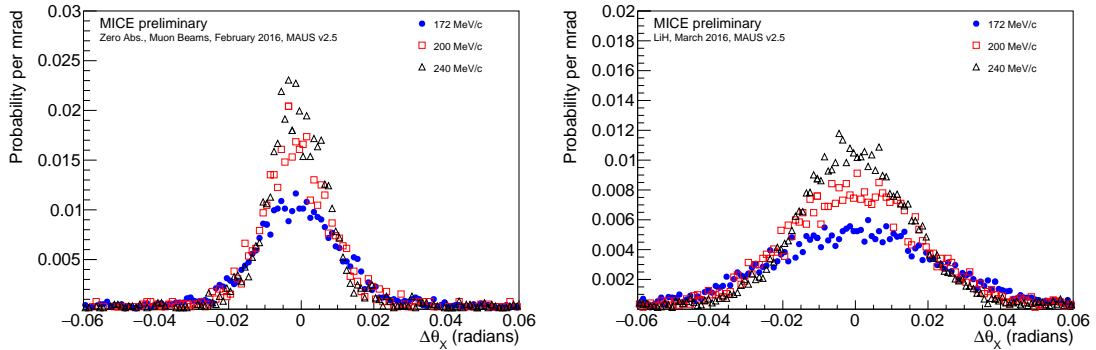 MICE preliminary
Zero Abs., Muon Beams, February 2016, MAUS v2.5
172 MeV/c
200 MeV/c
240 MeV/c
Probability per mrad
0.03
0.025
0.02
0.015
0.01
0.005
−0.06
−0.04
−0.02
0
0.02
0.04
0.06
ΔθX (radians)
MICE preliminary
LiH, March 2016, MAUS v2.5
172 MeV/c
200 MeV/c
240 MeV/c
Probability per mrad
0.02
0.018
0.016
0.014
0.012
0.01
0.008
0.006
0.004
0.002
−0.06
−0.04
−0.02
0
0.02
0.04
0.06
ΔθX (radians)